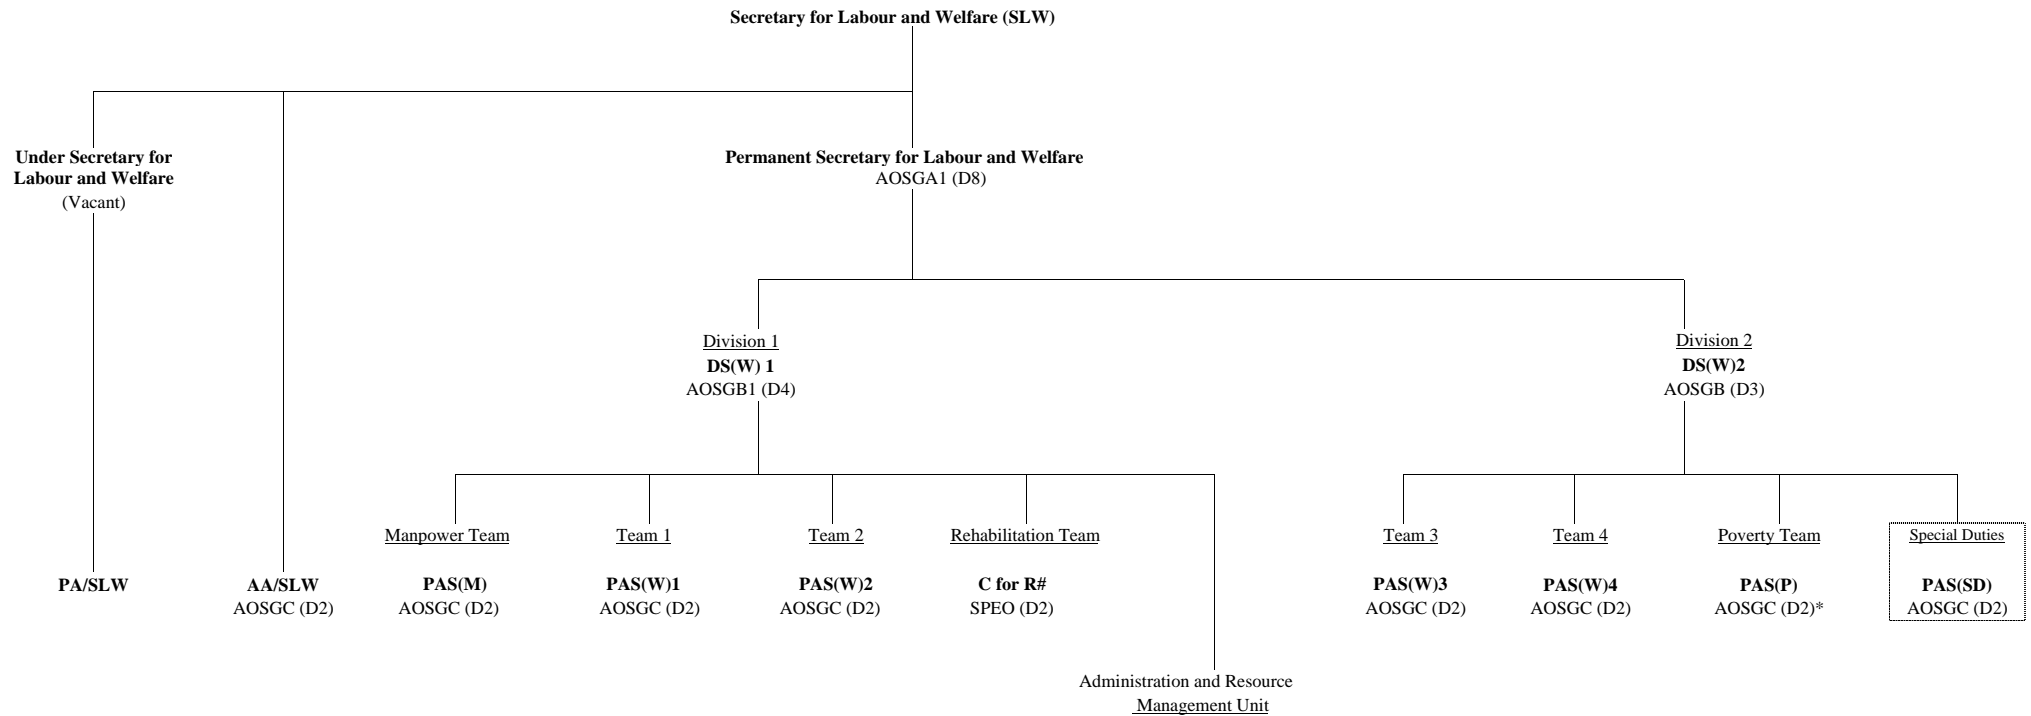 Secretary for Labour and Welfare (SLW)
Under Secretary for
Labour and Welfare
(Vacant)
Permanent Secretary for Labour and Welfare
AOSGA1 (D8)
Division 1
DS(W) 1
AOSGB1 (D4)
Division 2
DS(W)2
AOSGB (D3)
PA/SLW
AA/SLW
AOSGC (D2)
Manpower Team
PAS(M)
AOSGC (D2)
Team 1
PAS(W)1
AOSGC (D2)
Team 2
PAS(W)2
AOSGC (D2)
Rehabilitation Team
C for R#
SPEO (D2)
Administration and Resource
Management Unit
Team 3
PAS(W)3
AOSGC (D2)
Team 4
PAS(W)4
AOSGC (D2)
Poverty Team
PAS(P)
AOSGC (D2)*
Special Duties
PAS(SD)
AOSGC (D2)